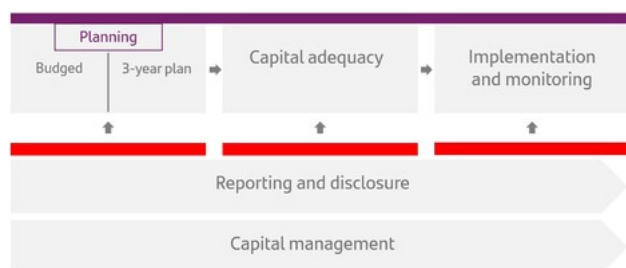 Planning
Budged
3-year plan
Capital adequacy
Implementation
and monitoring
Reporting and disclosure
Capital management